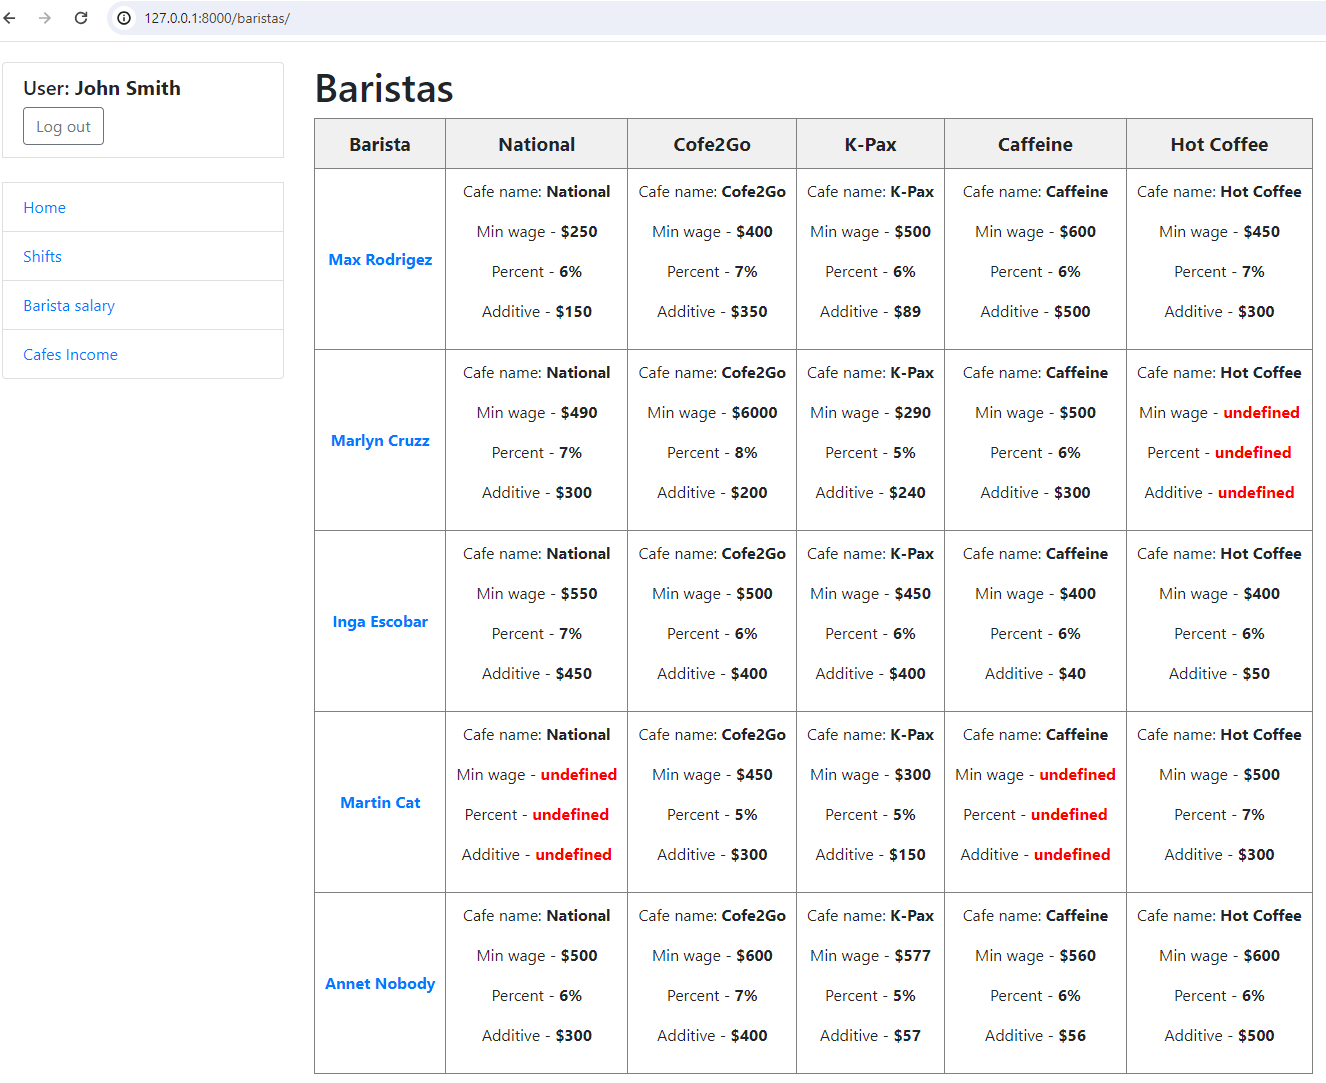 127.0.0.1:8000/baristas/
User: John Smith
Log out
Home
Shifts
Barista salary
Cafes Income
Baristas
Barista National Cofe2Go K-Pax Caffeine Hot Coffee
Cafe name: National Cafe name: Cofe2Go Cafe name: K-Pax Cafe name: Caffeine Cafe name: Hot Coffee
Min wage - $250 Min wage - $400 Min wage - $500 Min wage - $600 Min wage - $450
Max Rodrigez
Percent - 6% Percent - 7% Percent - 6% Percent - 6% Percent - 7%
Additive - $150 Additive - $350 Additive - $89 Additive - $500 Additive - $300
Cafe name: National Cafe name: Cofe2Go Cafe name: K-Pax Cafe name: Caffeine Cafe name: Hot Coffee
Min wage - $490 Min wage - $6000 Min wage - $290 Min wage - $500 Min wage - undefined
Marlyn Cruzz
Percent - 7% Percent - 8% Percent - 5% Percent - 6% Percent - undefined
Additive - $300 Additive - $200 Additive - $240 Additive - $300 Additive - undefined
Cafe name: National Cafe name: Cofe2Go Cafe name: K-Pax Cafe name: Caffeine Cafe name: Hot Coffee
Min wage - $550 Min wage - $500 Min wage - $450 Min wage - $400 Min wage - $400
Inga Escobar
Percent - 7% Percent - 6% Percent - 6% Percent - 6% Percent - 6%
Additive - $450 Additive - $400 Additive - $400 Additive - $40 Additive - $50
Cafe name: National Cafe name: Cofe2Go Cafe name: K-Pax Cafe name: Caffeine Cafe name: Hot Coffee
Min wage - undefined Min wage - $450 Min wage - $300 Min wage - undefined Min wage - $500
Martin Cat
Percent - undefined Percent - 5% Percent - 5% Percent - undefined Percent - 7%
Additive - undefined Additive - $300 Additive - $150 Additive - undefined Additive - $300
Cafe name: National Cafe name: Cofe2Go Cafe name: K-Pax Cafe name: Caffeine Cafe name: Hot Coffee
Min wage - $500 Min wage - $600 Min wage - $577 Min wage - $560 Min wage - $600
Annet Nobody
Percent - 6% Percent - 7% Percent - 5% Percent - 6% Percent - 6%
Additive - $300 Additive - $400 Additive - $57 Additive - $56 Additive - $500